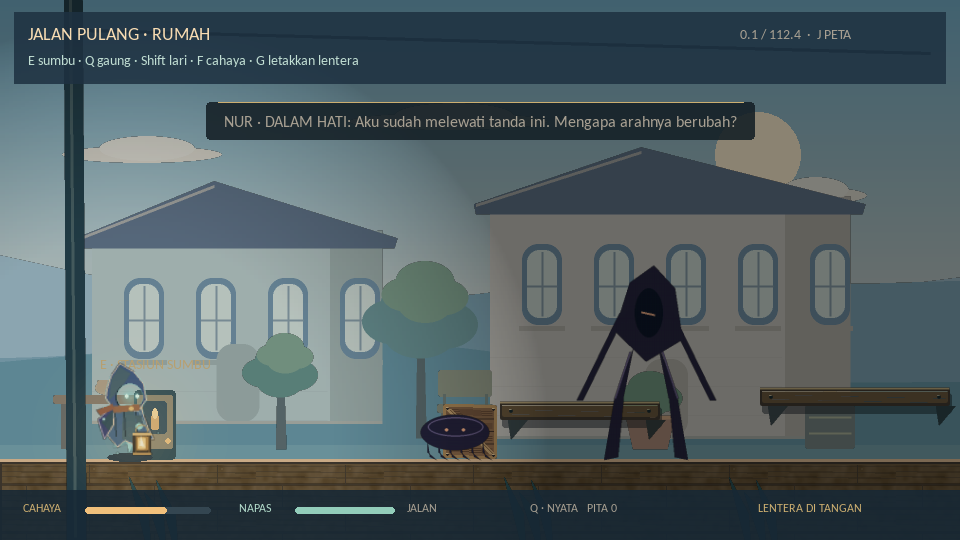 JALAN PULANG · RUMAH
0.1 / 112.4 · J PETA
E sumbu · Q gaung · Shift lari · F cahaya · G letakkan lentera
NUR · DALAM HATI: Aku sudah melewati tanda ini. Mengapa arahnya berubah?
SUMBU
CAHAYA
NAPAS
JALAN
Q · NYATA PITA 0
LENTERA DI TANGAN